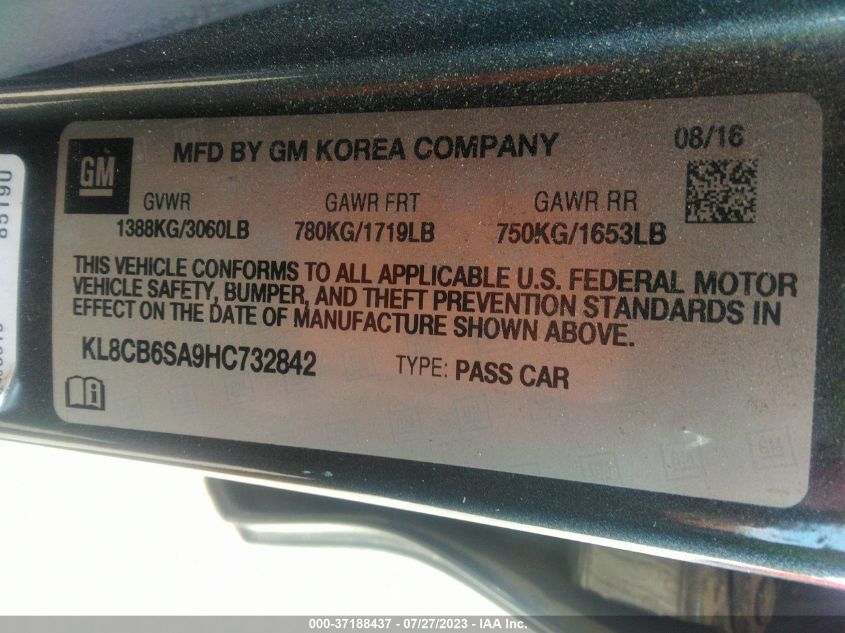 GM
MFD BY GM KOREA COMPANY
08/16
GVWR GAWR FRT GAWR RR
1388KG/3060LB 780KG/1719LB 750KG/1653LB
THIS VEHICLE CONFORMS TO ALL APPLICABLE U.S. FEDERAL MOTOR
VEHICLE SAFETY, BUMPER, AND THEFT PREVENTION STANDARDS IN
EFFECT ON THE DATE OF MANUFACTURE SHOWN ABOVE.
KL8CB6SA9HC732842 TYPE: PASS CAR
000-37188437 - 07/27/2023 - IAA Inc.